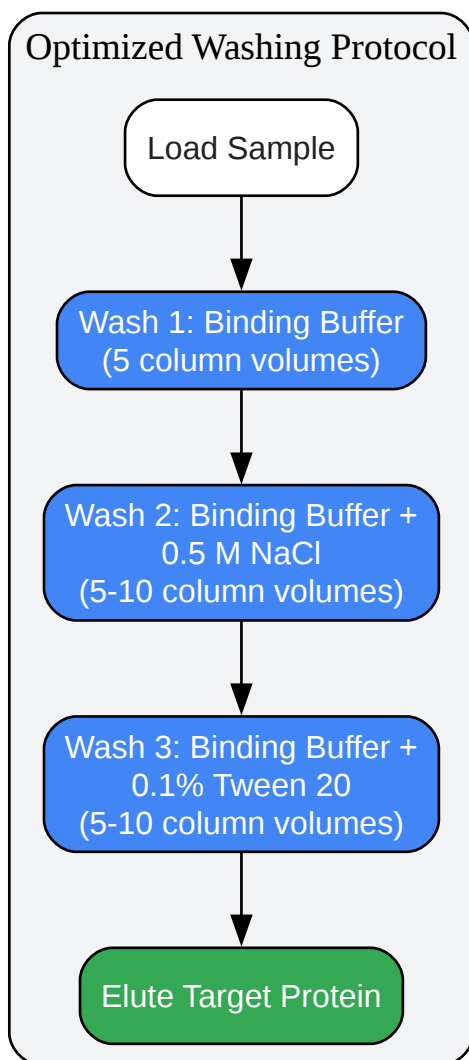 Optimized Washing Protocol
Load Sample
Wash 1: Binding Buffer
(5 column volumes)
Wash 2: Binding Buffer +
0.5 M NaCl
(5-10 column volumes)
Wash 3: Binding Buffer +
0.1% Tween 20
(5-10 column volumes)
Elute Target Protein